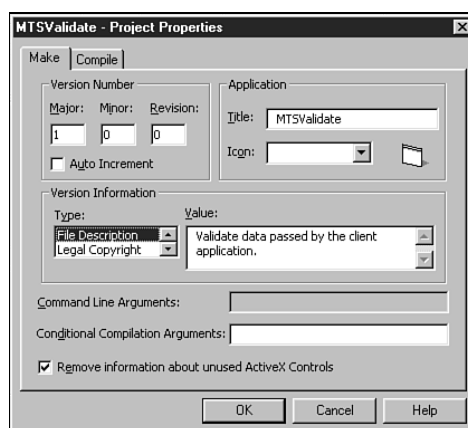 MTSValidate - Project Properties
Make Compile
Version Number
Major: Minor: Revision:
1 0 0
Auto Increment
Application
Title: MTSValidate
Icon:
Version Information
Type: Value:
File Description
Legal Copyright
Validate data passed by the client
application.
Command Line Arguments:
Conditional Compilation Arguments:
Remove information about unused ActiveX Controls
OK Cancel Help